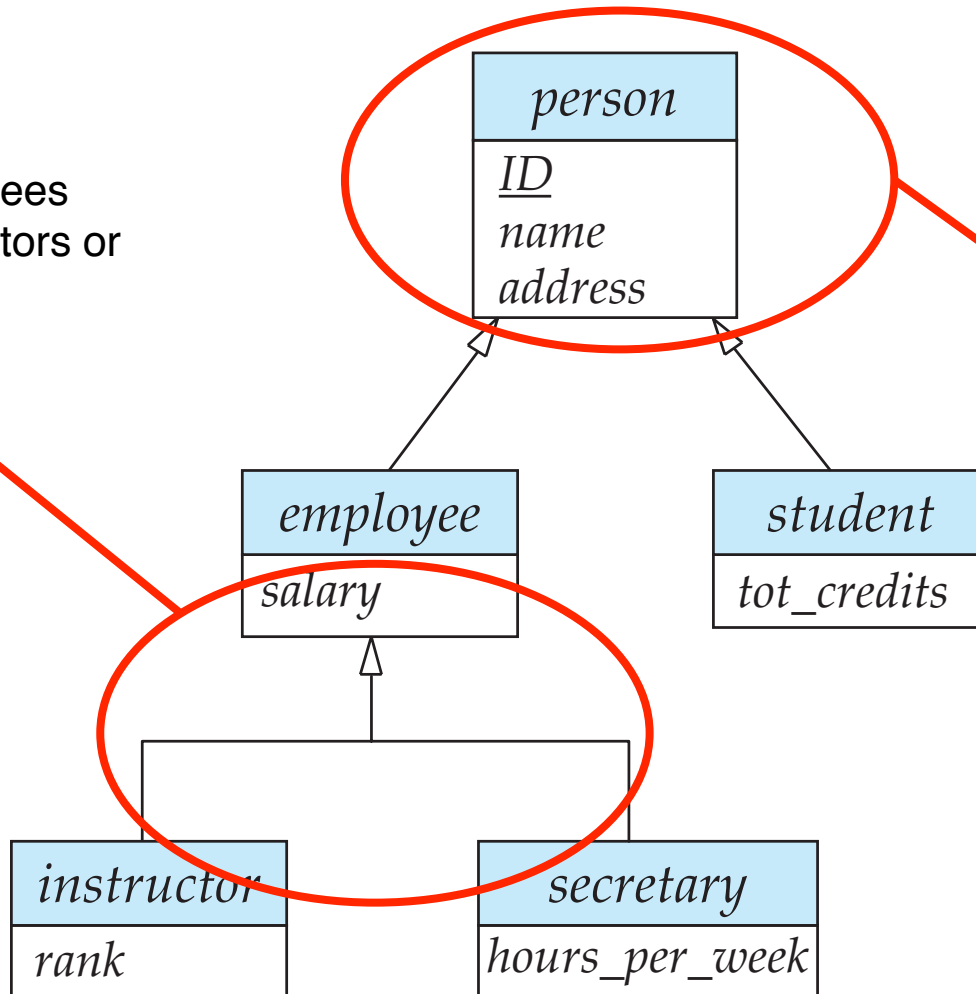 person
ID
name
address
ees
tors or
employee
salary
student
tot_credits
instructor
rank
secretary
hours_per_week